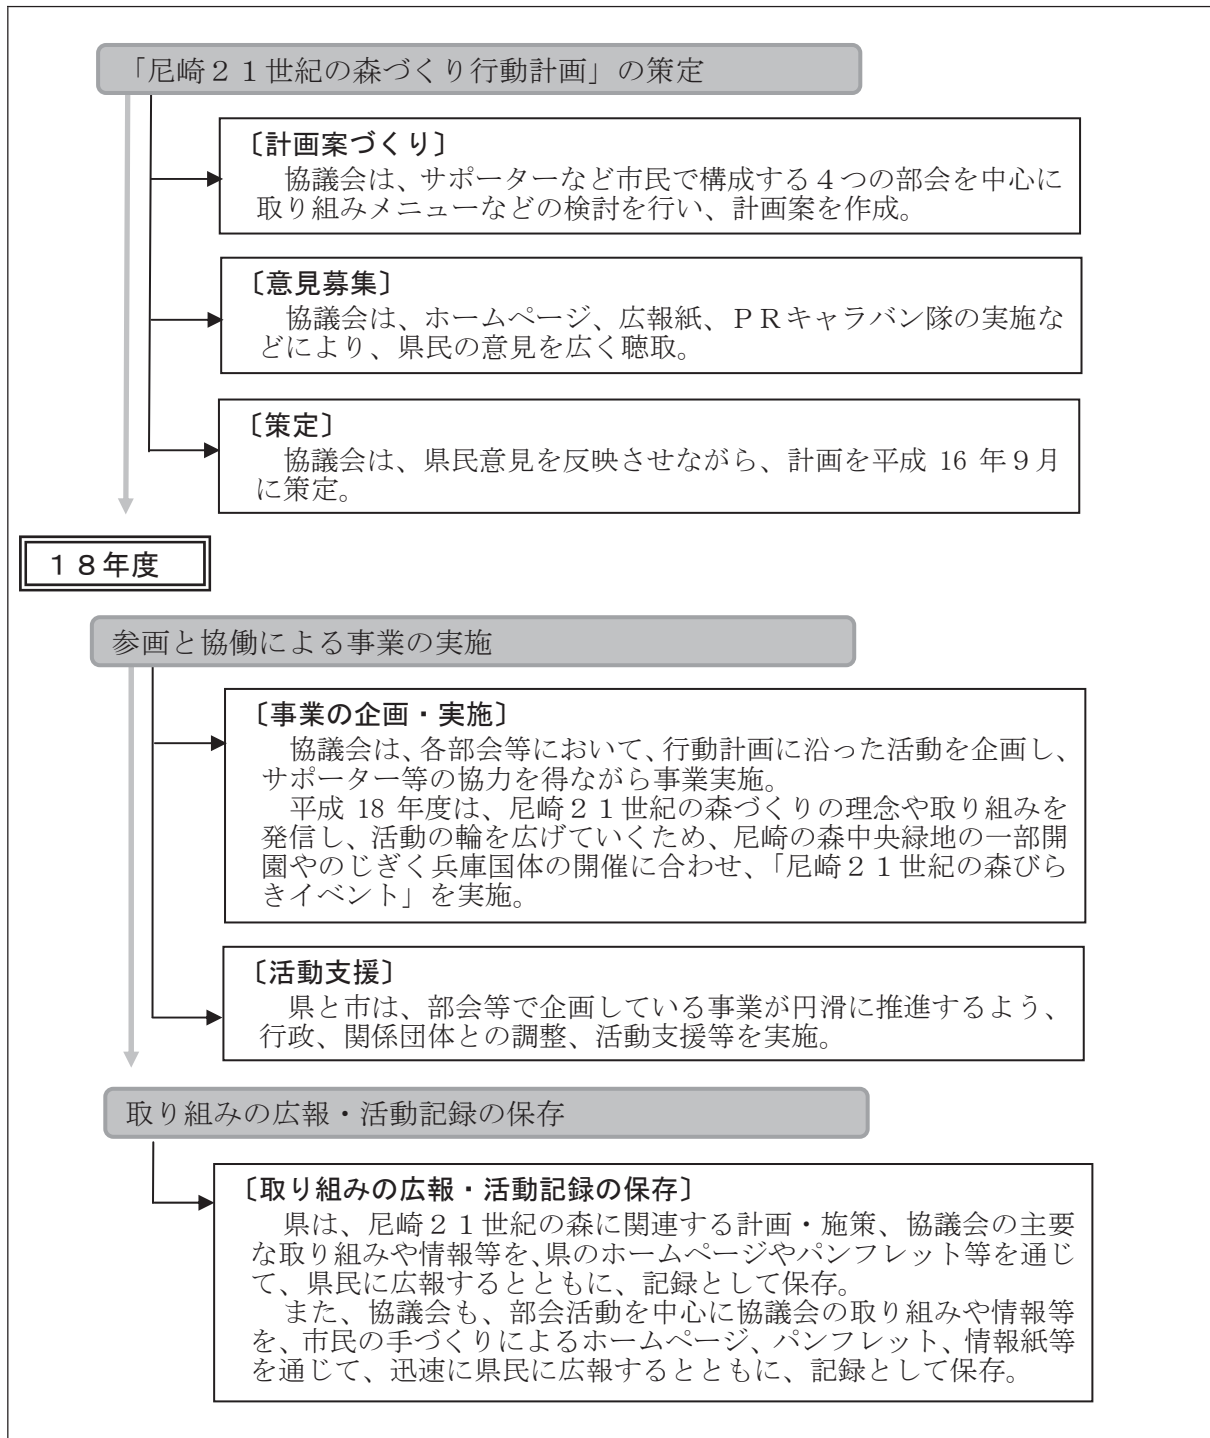 「尼崎２１世紀の森づくり行動計画」の策定
〔計画案づくり〕
協議会は、サポーターなど市民で構成する４つの部会を中心に
取り組みメニューなどの検討を行い、計画案を作成。
〔意見募集〕
協議会は、ホームページ、広報紙、ＰＲキャラバン隊の実施な
どにより、県民の意見を広く聴取。
〔策定〕
協議会は、県民意見を反映させながら、計画を平成 16 年９月
に策定。
１８年度
参画と協働による事業の実施
〔事業の企画・実施〕
協議会は、各部会等において、行動計画に沿った活動を企画し、
サポーター等の協力を得ながら事業実施。
平成 18 年度は、尼崎２１世紀の森づくりの理念や取り組みを
発信し、活動の輪を広げていくため、尼崎の森中央緑地の一部開
園やのじぎく兵庫国体の開催に合わせ、「尼崎２１世紀の森びら
きイベント」を実施。
〔活動支援〕
県と市は、部会等で企画している事業が円滑に推進するよう、
行政、関係団体との調整、活動支援等を実施。
取り組みの広報・活動記録の保存
〔取り組みの広報・活動記録の保存〕
県は、尼崎２１世紀の森に関連する計画・施策、協議会の主要
な取り組みや情報等を、県のホームページやパンフレット等を通じ
て、県民に広報するとともに、記録として保存。
また、協議会も、部会活動を中心に協議会の取り組みや情報等
を、市民の手づくりによるホームページ、パンフレット、情報紙等
を通じて、迅速に県民に広報するとともに、記録として保存。